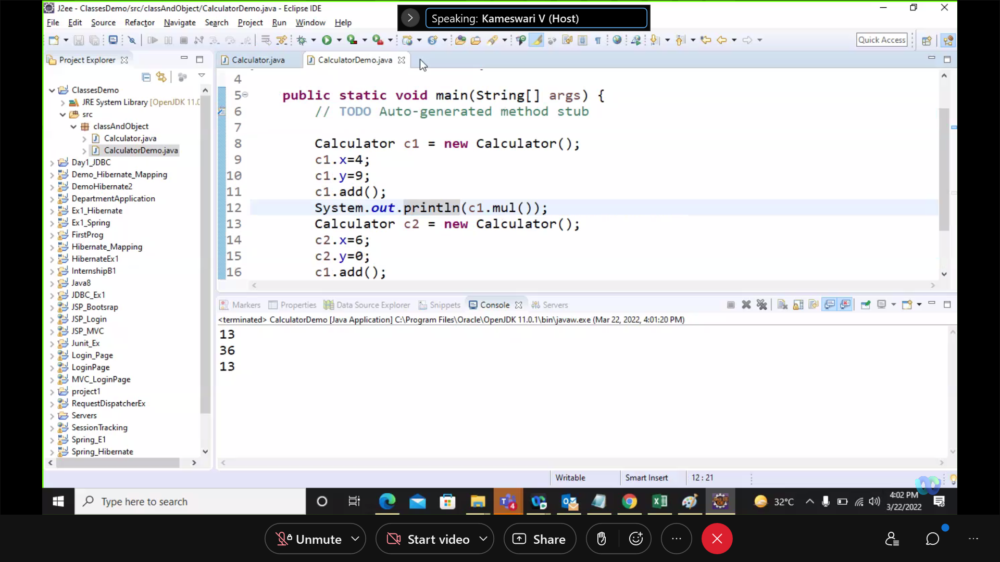 J2ee - ClassesDemo/src/classAndObject/CalculatorDemo.java - Eclipse IDE
Speaking: Kameswari V (Host)
File Edit Source Refactor Navigate Search Project Run Window Help
Quick Access
Project Explorer
Calculator.java
CalculatorDemo.java
ClassesDemo
JRE System Library [OpenJDK 11.0
src
classAndObject
Calculator.java
CalculatorDemo.java
Day1_JDBC
Demo_Hibernate_Mapping
DemoHibernate2
DepartmentApplication
Ex1_Hibernate
Ex1_Spring
FirstProg
Hibernate_Mapping
HibernateEx1
InternshipB1
Java8
JDBC_Ex1
JSP_Bootsrap
JSP_Login
JSP_MVC
Junit_Ex
Login_Page
LoginPage
MVC_LoginPage
project1
RequestDispatcherEx
Servers
SessionTracking
Spring_E1
Spring_Hibernate
4
5 public static void main(String[] args) {
6 // TODO Auto-generated method stub
7
8 Calculator c1 = new Calculator();
9 c1.x=4;
10 c1.y=9;
11 c1.add();
12 System.out.println(c1.mul());
13 Calculator c2 = new Calculator();
14 c2.x=6;
15 c2.y=0;
16 c1.add();
Markers Properties Data Source Explorer Snippets Console Servers
<terminated> CalculatorDemo [Java Application] C:\Program Files\Oracle\OpenJDK 11.0.1\bin\javaw.exe (Mar 22, 2022, 4:01:20 PM)
13
36
13
Writable Smart Insert 12 : 21
Type here to search
4
32°C
4:02 PM
3/22/2022
Unmute Start video Share